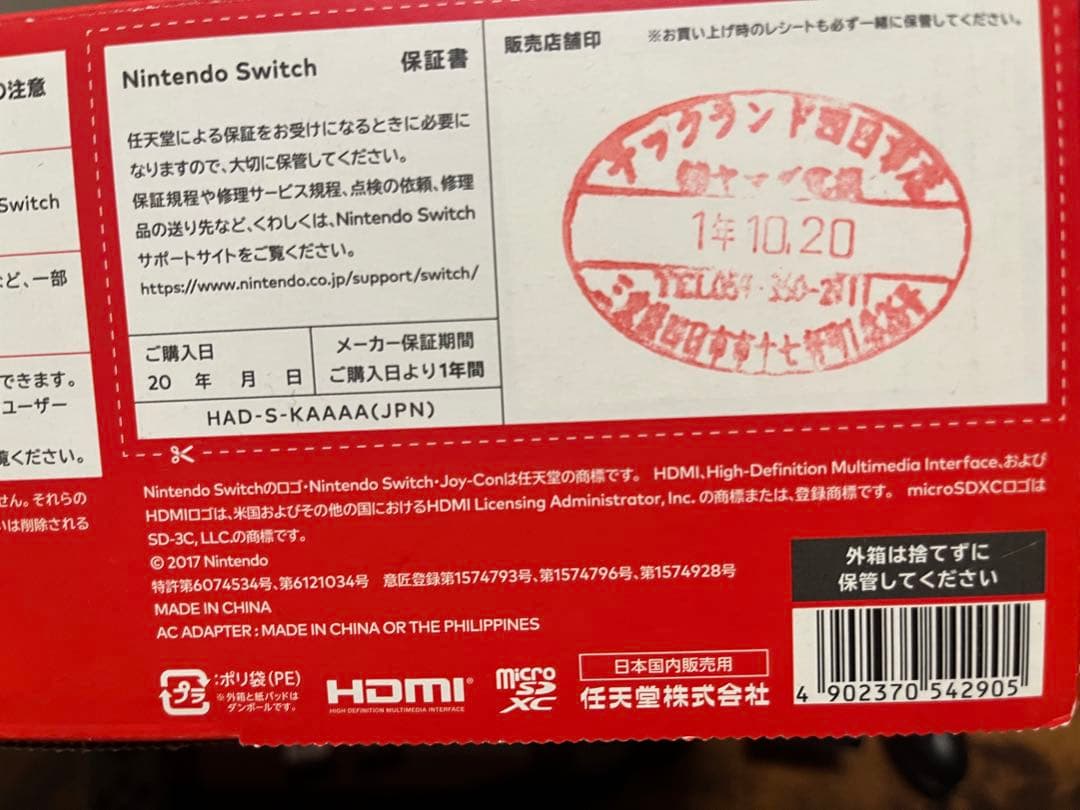 の注意
Switch
など、一部
できます。
ユーザー
覧ください。
せん。それらの
いは削除される
Nintendo Switch 保証書
任天堂による保証をお受けになるときに必要に
なりますので、大切に保管してください。
保証規程や修理サービス規程、点検の依頼、修理
品の送り先など、くわしくは、Nintendo Switch
サポートサイトをご覧ください。
https://www.nintendo.co.jp/support/switch/
ご購入日
20 年 月 日
メーカー保証期間
ご購入日より1年間
HAD-S-KAAAA(JPN)
販売店舗印 ※お買い上げ時のレシートも必ず一緒に保管してください。
オフクランド四日市店
1年10.20
TEL059-
Nintendo Switchのロゴ・Nintendo Switch・Joy-Conは任天堂の商標です。 HDMI、High-Definition Multimedia Interface、および
HDMIロゴは、米国およびその他の国におけるHDMI Licensing Administrator, Inc. の商標または、登録商標です。 microSDXCロゴは
SD-3C, LLC.の商標です。
© 2017 Nintendo
特許第6074534号、第6121034号 意匠登録第1574793号、第1574796号、第1574928号
MADE IN CHINA
AC ADAPTER : MADE IN CHINA OR THE PHILIPPINES
プラ
:ポリ袋(PE)
※外箱と紙パッドは
ダンボールです。
HDMI®
HIGH DEFINITION MULTIMEDIA INTERFACE
micro
SD
XC
日本国内販売用
任天堂株式会社
外箱は捨てずに
保管してください
4 902370 542905